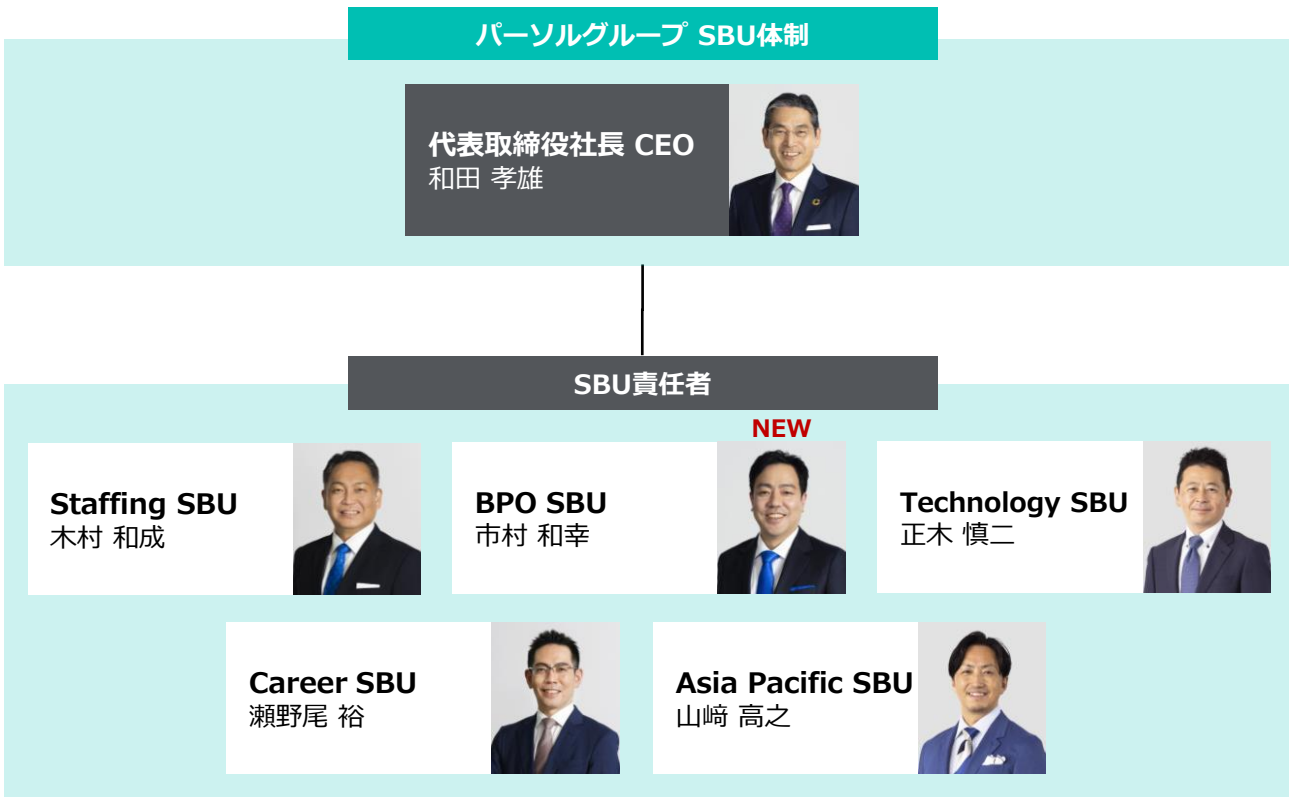 パーソルグループ SBU体制
代表取締役社長 CEO
和田 孝雄
SBU責任者
Staffing SBU
木村 和成
NEW
BPO SBU
市村 和幸
Technology SBU
正木 慎二
Career SBU
瀬野尾 裕
Asia Pacific SBU
山﨑 高之